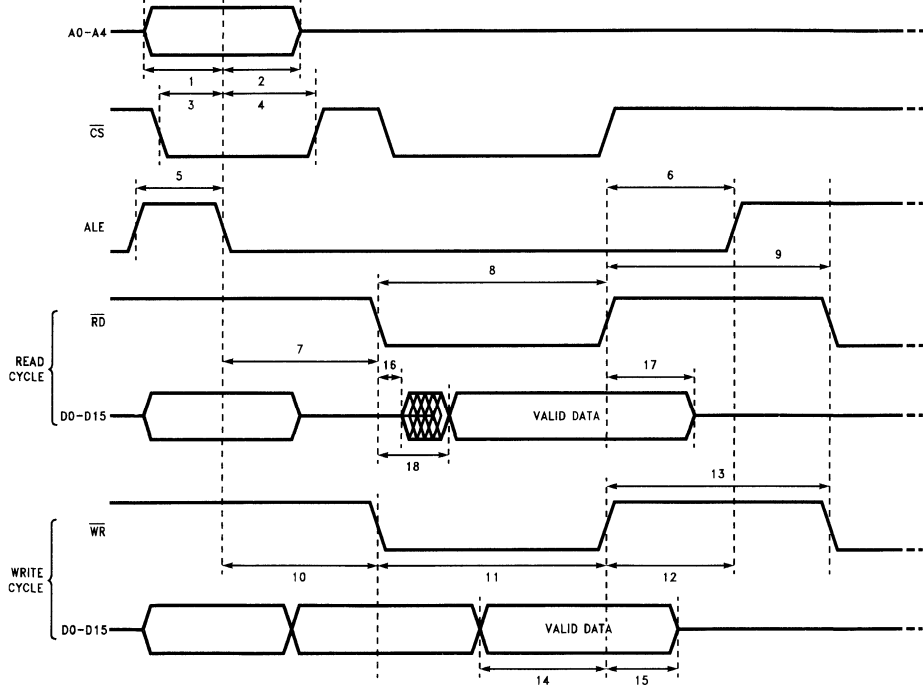 A0-A4
1 2
3 4
CS
5 6
ALE
8 9
RD
7 16 17
READ
CYCLE
D0-D15 VALID DATA
18
13
WR
10 11 12
WRITE
CYCLE
D0-D15 VALID DATA
14 15